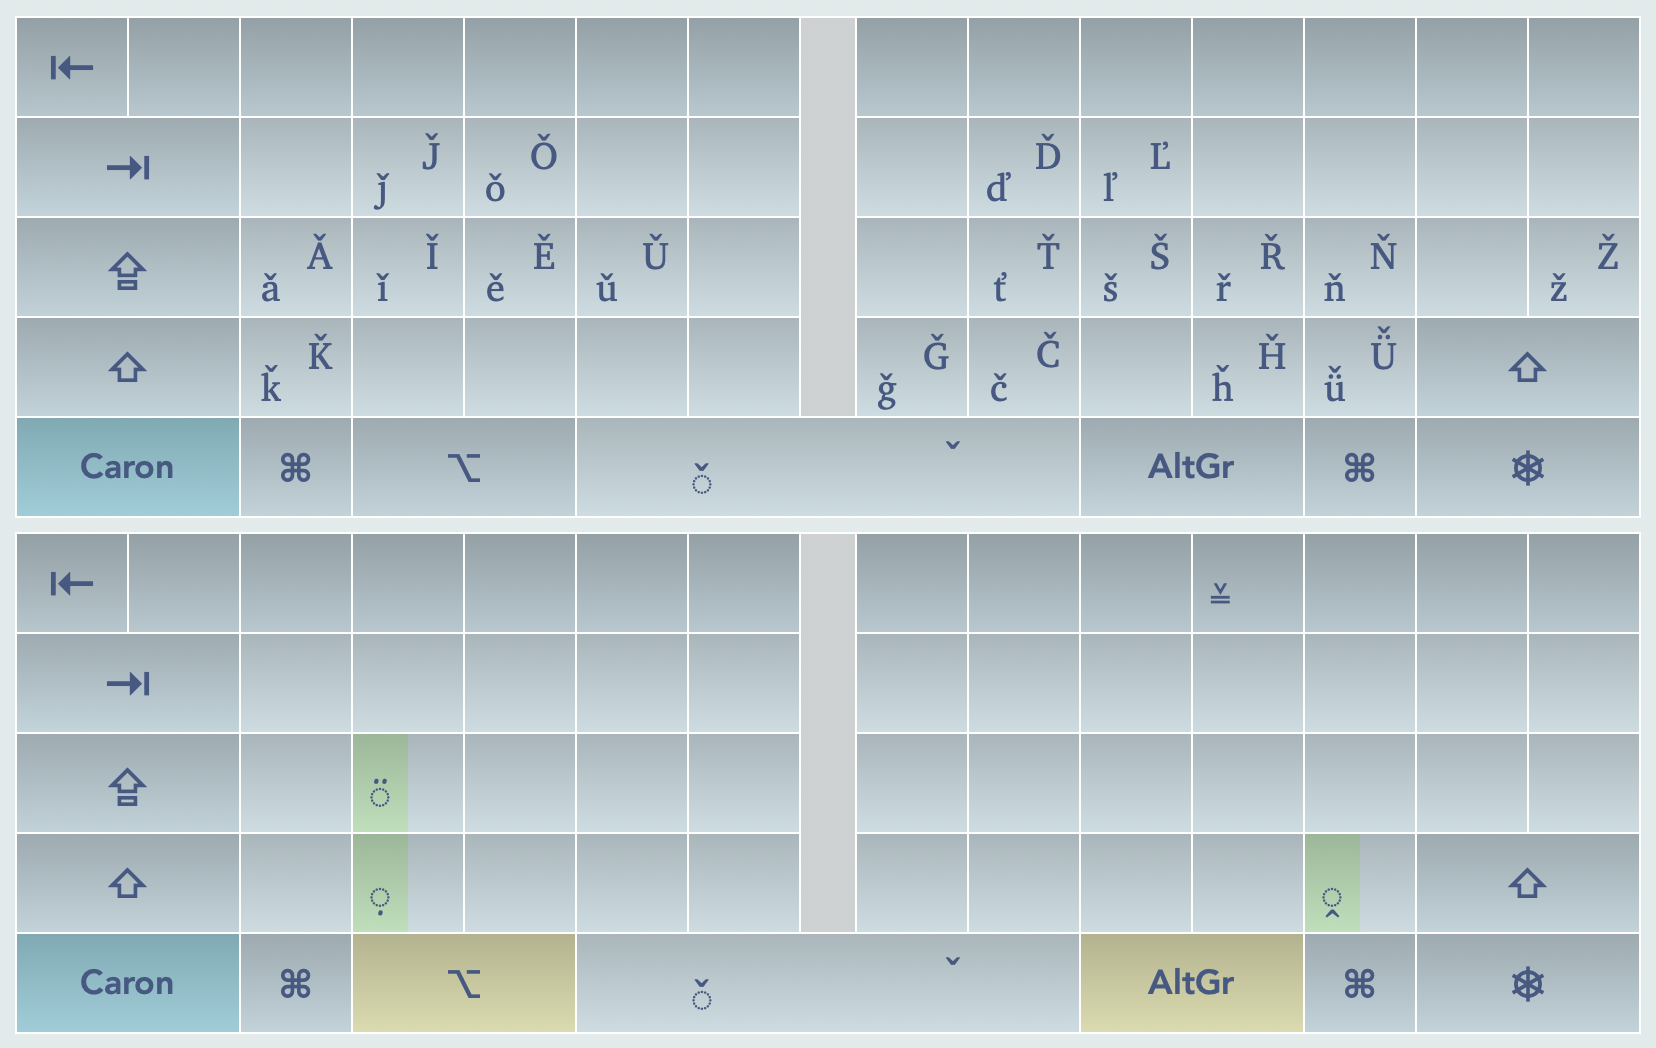 J̌ Ǒ Ď Ľ
ǰ ǒ ď ľ
Ǎ Ǐ Ě Ǔ Ť Š Ř Ň Ž
ǎ ǐ ě ǔ ť š ř ň ž
Ǩ Ǧ Č Ȟ Ǚ
ǩ ǧ č ȟ ǚ
Caron ⌘ ⌥ ◌̌ ˇ AltGr ⌘ ⎈
≚
◌̈
◌̣ ◌̭
Caron ⌘ ⌥ ◌̌ ˇ AltGr ⌘ ⎈